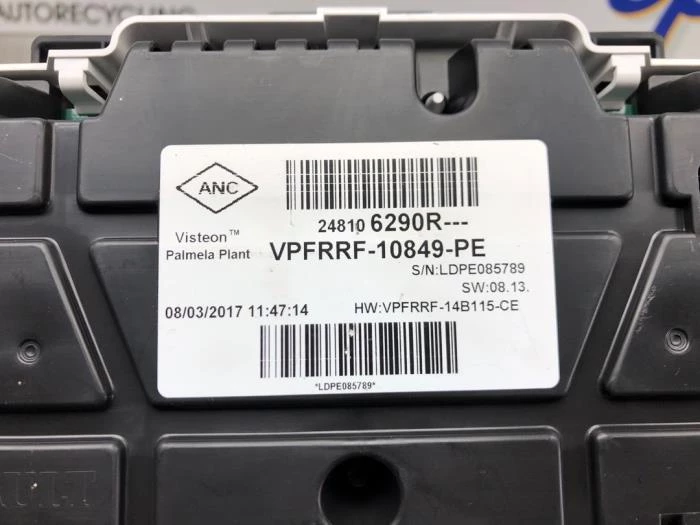 AUTORECYCLING
ANC
24810 6290R---
Visteon™
Palmela Plant
VPFRRF-10849-PE
S/N:LDPE085789
SW:08.13.
08/03/2017 11:47:14
HW:VPFRRF-14B115-CE
*LDPE085789*